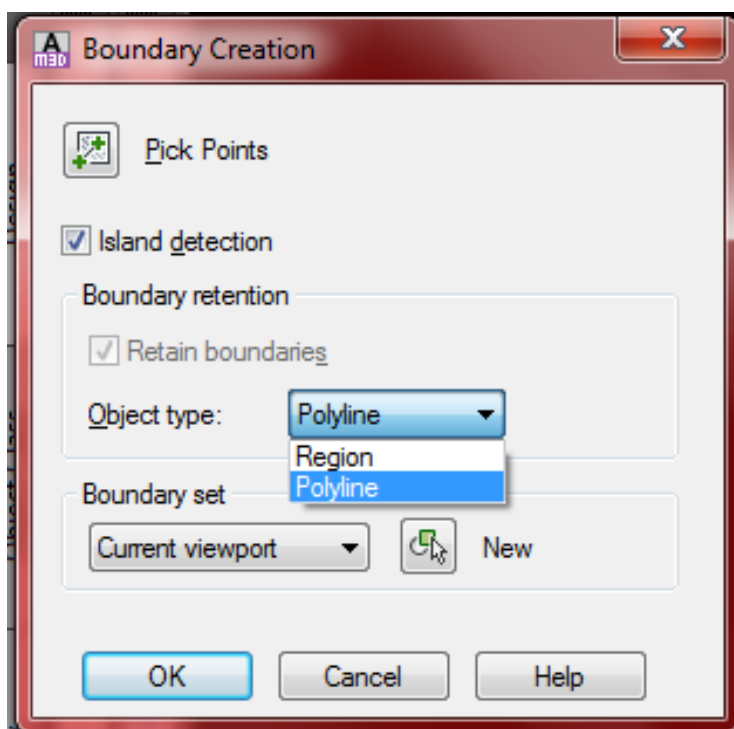 A M3D Boundary Creation X
Pick Points
Island detection
Boundary retention
Retain boundaries
Object type: Polyline
Region
Polyline
Boundary set
Current viewport New
OK Cancel Help